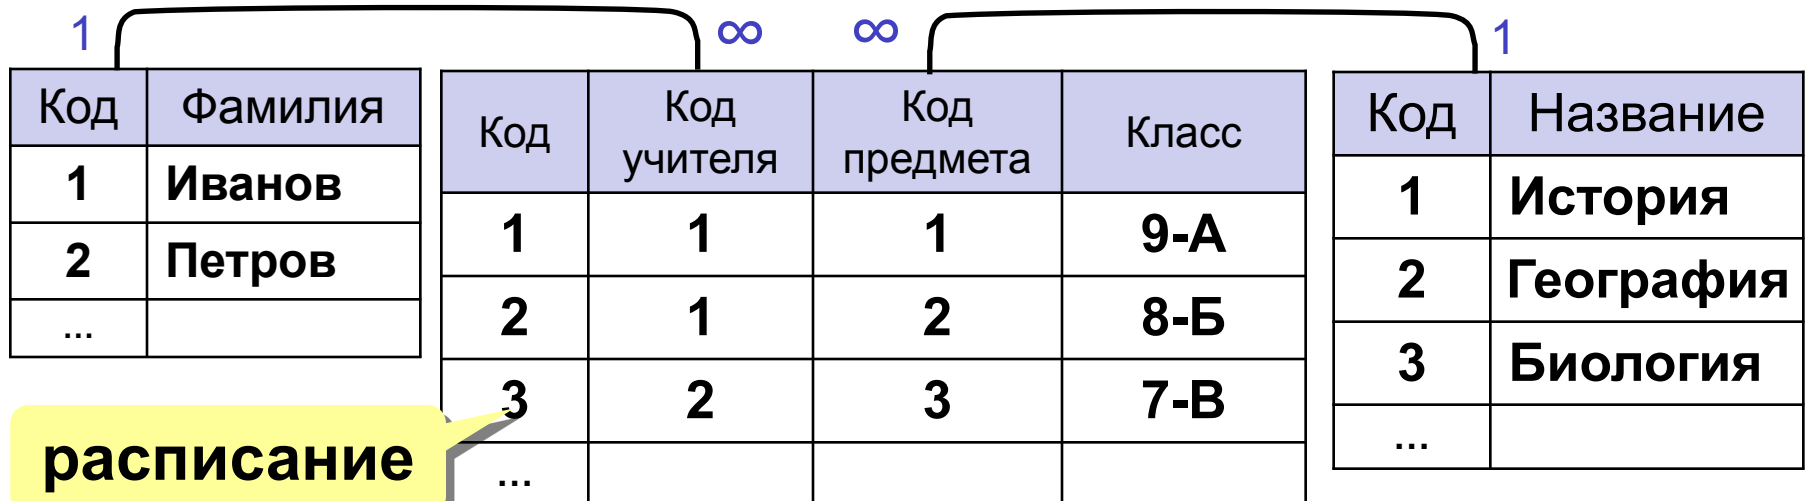 1 ∞ ∞ 1
Код Фамилия
1 Иванов
2 Петров
...
Код Код учителя Код предмета Класс
1 1 1 9-А
2 1 2 8-Б
3 2 3 7-В
...
Код Название
1 История
2 География
3 Биология
...
расписание